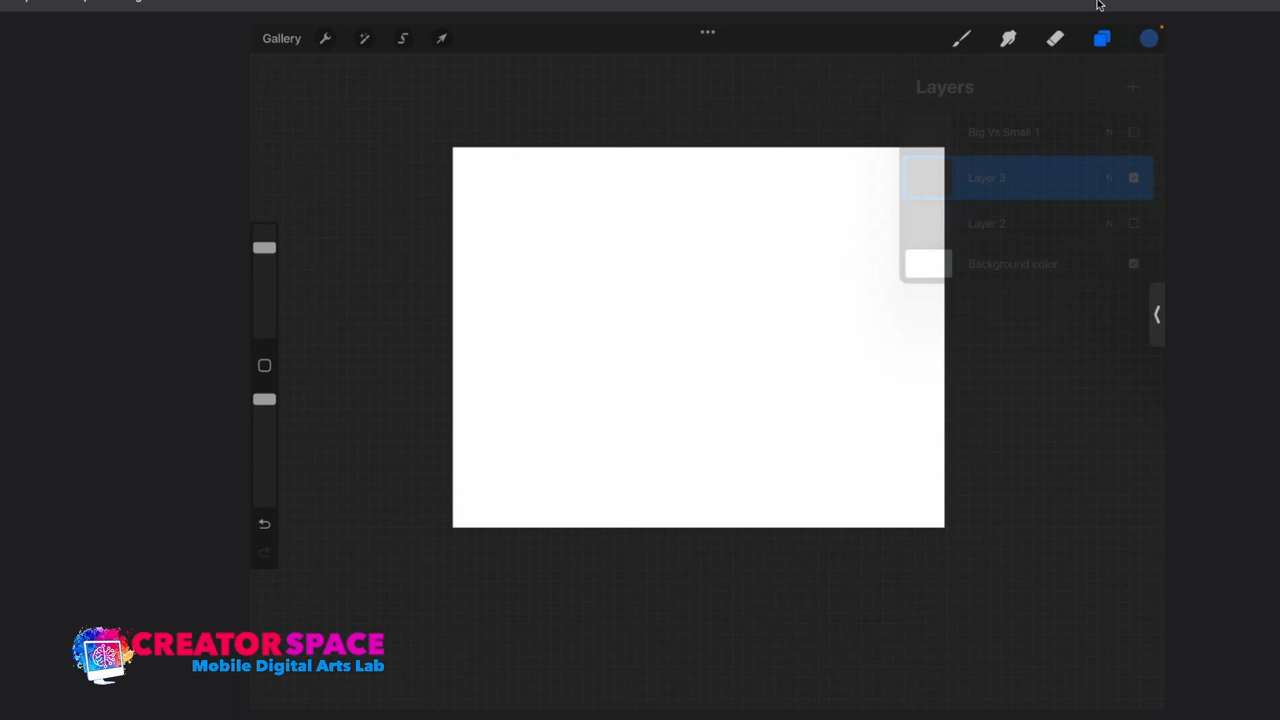 Gallery
Layers
Big Vs Small 1 N
Layer 3 N
Layer 2 N
Background color
CREATORSPACE
Mobile Digital Arts Lab